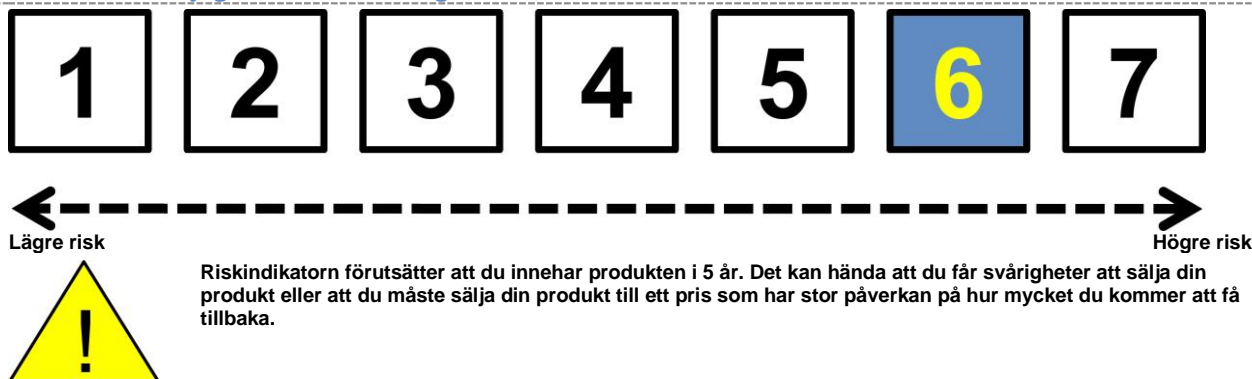 1 2 3 4 5 6 7
Lägre risk Högre risk
Riskindikatorn förutsätter att du innehar produkten i 5 år. Det kan hända att du får svårigheter att sälja din
produkt eller att du måste sälja din produkt till ett pris som har stor påverkan på hur mycket du kommer att få
tillbaka.
!